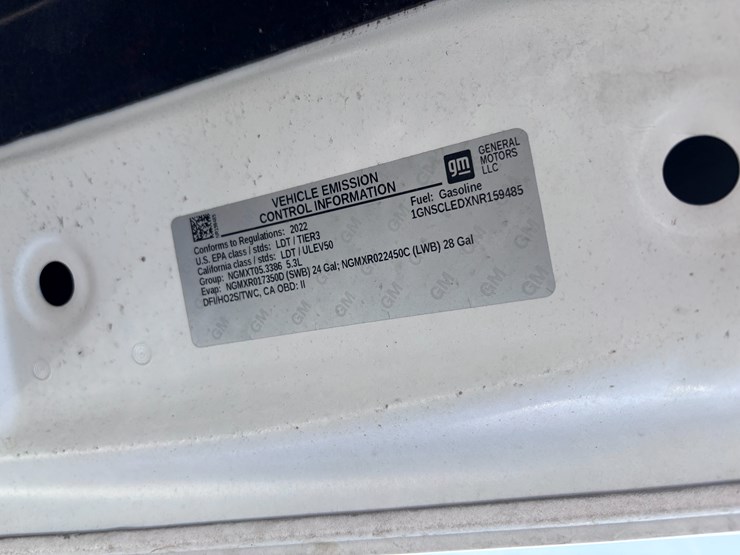 VEHICLE EMISSION
CONTROL INFORMATION
gm
GENERAL
MOTORS
LLC
Conforms to Regulations: 2022
U.S. EPA class / stds: LDT / TIER3
California class / stds: LDT / ULEV50
Group: NGMXT05.3386 5.3L
Evap: NGMXR017350D (SWB) 24 Gal; NGMXR022450C (LWB) 28 Gal
DFI/HO2S/TWC, CA OBD: II
Fuel: Gasoline
1GNSCLEDXNR159485